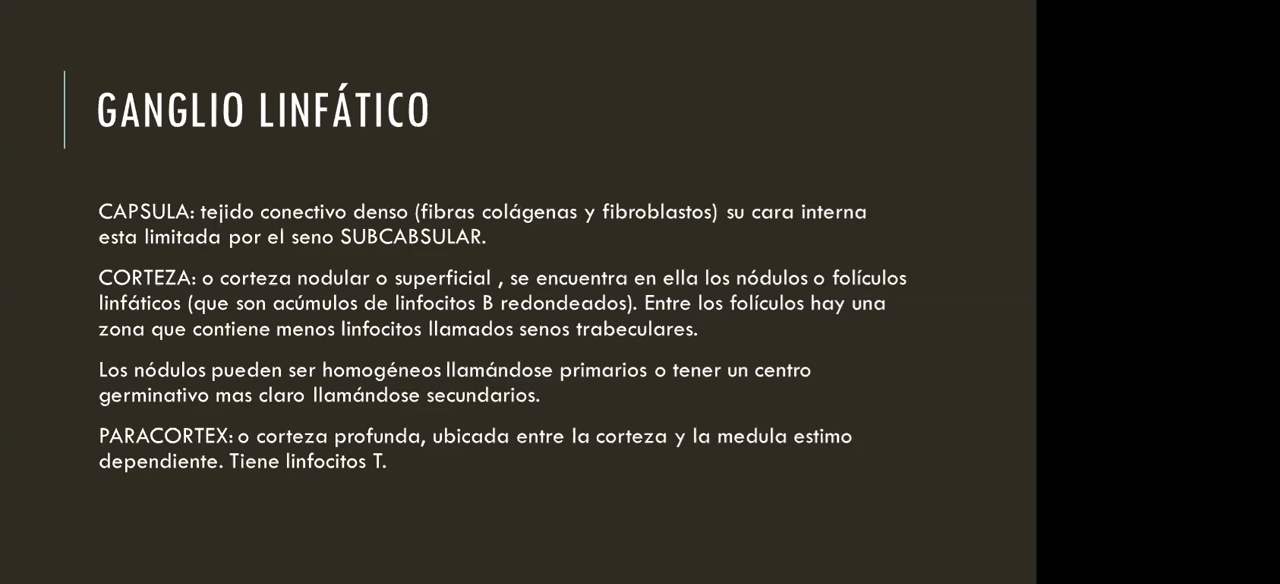 GANGLIO LINFÁTICO
CAPSULA: tejido conectivo denso (fibras colágenas y fibroblastos) su cara interna
esta limitada por el seno SUBCABSULAR.
CORTEZA: o corteza nodular o superficial , se encuentra en ella los nódulos o folículos
linfáticos (que son acúmulos de linfocitos B redondeados). Entre los folículos hay una
zona que contiene menos linfocitos llamados senos trabeculares.
Los nódulos pueden ser homogéneos llamándose primarios o tener un centro
germinativo mas claro llamándose secundarios.
PARACORTEX: o corteza profunda, ubicada entre la corteza y la medula estimo
dependiente. Tiene linfocitos T.